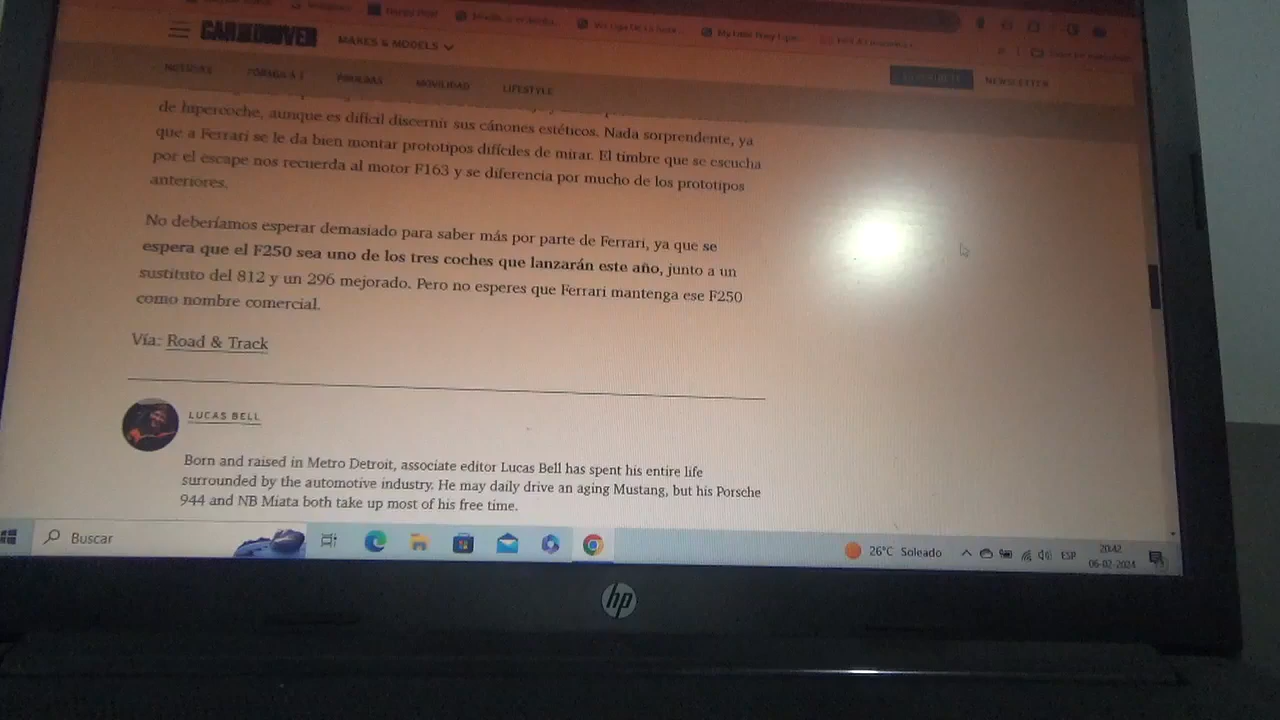 CAR AND DRIVER
MAKES & MODELS
NOTICIAS FÓRMULA 1 PRUEBAS MOVILIDAD LIFESTYLE NEWSLETTER
de hipercoche, aunque es difícil discernir sus cánones estéticos. Nada sorprendente, ya
que a Ferrari se le da bien montar prototipos difíciles de mirar. El timbre que se escucha
por el escape nos recuerda al motor F163 y se diferencia por mucho de los prototipos
anteriores.
No deberíamos esperar demasiado para saber más por parte de Ferrari, ya que se
espera que el F250 sea uno de los tres coches que lanzarán este año, junto a un
sustituto del 812 y un 296 mejorado. Pero no esperes que Ferrari mantenga ese F250
como nombre comercial.
Vía: Road & Track
LUCAS BELL
Born and raised in Metro Detroit, associate editor Lucas Bell has spent his entire life
surrounded by the automotive industry. He may daily drive an aging Mustang, but his Porsche
944 and NB Miata both take up most of his free time.
Buscar
26°C Soleado
ESP
20:42
06-02-2024
hp